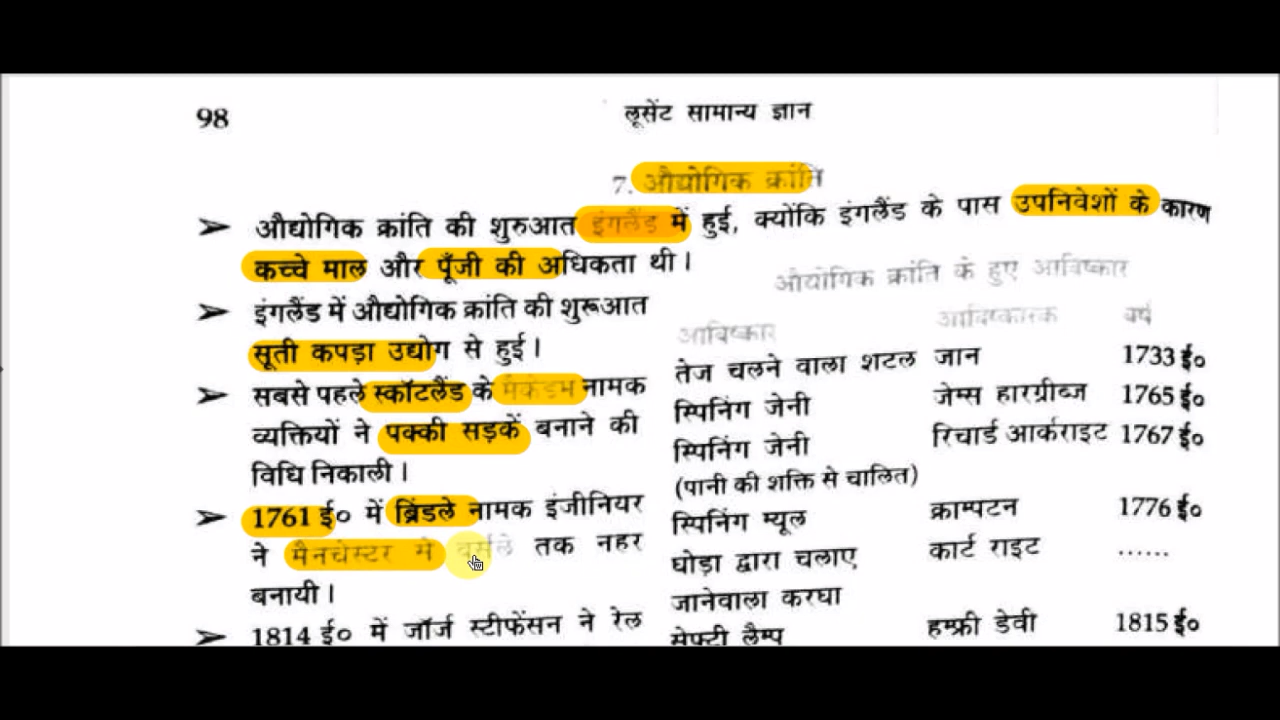 98
लूसेंट सामान्य ज्ञान
7. औद्योगिक क्रांति
➢ औद्योगिक क्रांति की शुरुआत इंगलैंड में हुई, क्योंकि इंगलैंड के पास उपनिवेशों के कारण
कच्चे माल और पूँजी की अधिकता थी।
➢ इंगलैंड में औद्योगिक क्रांति की शुरूआत
सूती कपड़ा उद्योग से हुई।
➢ सबसे पहले स्कॉटलैंड के मैकेडम नामक
व्यक्तियों ने पक्की सड़कें बनाने की
विधि निकाली।
➢ 1761 ई० में ब्रिंडले नामक इंजीनियर
ने मैनचेस्टर से वर्सले तक नहर
बनायी।
➢ 1814 ई० में जॉर्ज स्टीफेंसन ने रेल
औद्योगिक क्रांति के हुए आविष्कार
आविष्कार आविष्कारक वर्ष
तेज चलने वाला शटल जान 1733 ई०
स्पिनिंग जेनी जेम्स हारग्रीब्ज 1765 ई०
स्पिनिंग जेनी रिचार्ड आर्कराइट 1767 ई०
(पानी की शक्ति से चालित)
स्पिनिंग म्यूल क्राम्पटन 1776 ई०
घोड़ा द्वारा चलाए कार्ट राइट ......
जानेवाला करघा
सेफ्टी लैम्प हम्फ्री डेवी 1815 ई०